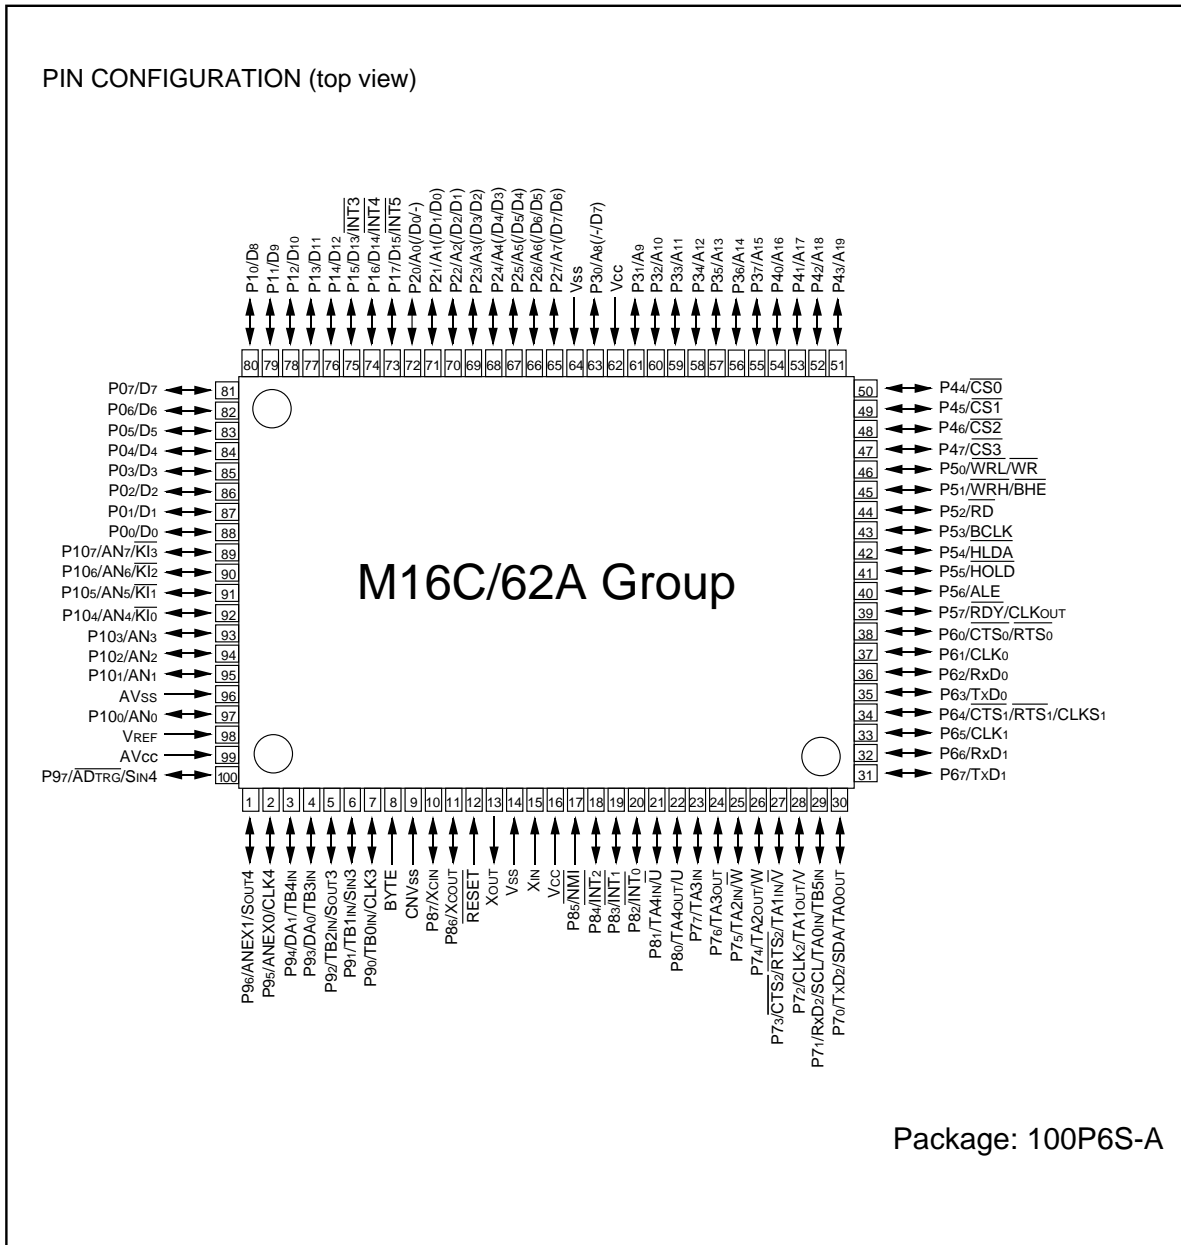 PIN CONFIGURATION (top view)
P10/D8
P11/D9
P12/D10
P13/D11
P14/D12
P15/D13/INT3
P16/D14/INT4
P17/D15/INT5
P20/A0(/D0/-)
P21/A1(/D1/D0)
P22/A2(/D2/D1)
P23/A3(/D3/D2)
P24/A4(/D4/D3)
P25/A5(/D5/D4)
P26/A6(/D6/D5)
P27/A7(/D7/D6)
Vss
P30/A8(/-/D7)
Vcc
P31/A9
P32/A10
P33/A11
P34/A12
P35/A13
P36/A14
P37/A15
P40/A16
P41/A17
P42/A18
P43/A19
80 79 78 77 76 75 74 73 72 71 70 69 68 67 66 65 64 63 62 61 60 59 58 57 56 55 54 53 52 51
P07/D7 81
P06/D6 82
P05/D5 83
P04/D4 84
P03/D3 85
P02/D2 86
P01/D1 87
P00/D0 88
P107/AN7/KI3 89
P106/AN6/KI2 90
P105/AN5/KI1 91
P104/AN4/KI0 92
P103/AN3 93
P102/AN2 94
P101/AN1 95
AVss 96
P100/AN0 97
VREF 98
AVcc 99
P97/ADTRG/SIN4 100
M16C/62A Group
50 P44/CS0
49 P45/CS1
48 P46/CS2
47 P47/CS3
46 P50/WRL/WR
45 P51/WRH/BHE
44 P52/RD
43 P53/BCLK
42 P54/HLDA
41 P55/HOLD
40 P56/ALE
39 P57/RDY/CLKOUT
38 P60/CTS0/RTS0
37 P61/CLK0
36 P62/RxD0
35 P63/TxD0
34 P64/CTS1/RTS1/CLKS1
33 P65/CLK1
32 P66/RxD1
31 P67/TxD1
1 2 3 4 5 6 7 8 9 10 11 12 13 14 15 16 17 18 19 20 21 22 23 24 25 26 27 28 29 30
P96/ANEX1/SOUT4
P95/ANEX0/CLK4
P94/DA1/TB4IN
P93/DA0/TB3IN
P92/TB2IN/SOUT3
P91/TB1IN/SIN3
P90/TB0IN/CLK3
BYTE
CNVss
P87/XCIN
P86/XCOUT
RESET
XOUT
Vss
XIN
Vcc
P85/NMI
P84/INT2
P83/INT1
P82/INT0
P81/TA4IN/U
P80/TA4OUT/U
P77/TA3IN
P76/TA3OUT
P75/TA2IN/W
P74/TA2OUT/W
P73/CTS2/RTS2/TA1IN/V
P72/CLK2/TA1OUT/V
P71/RxD2/SCL/TA0IN/TB5IN
P70/TxD2/SDA/TA0OUT
Package: 100P6S-A